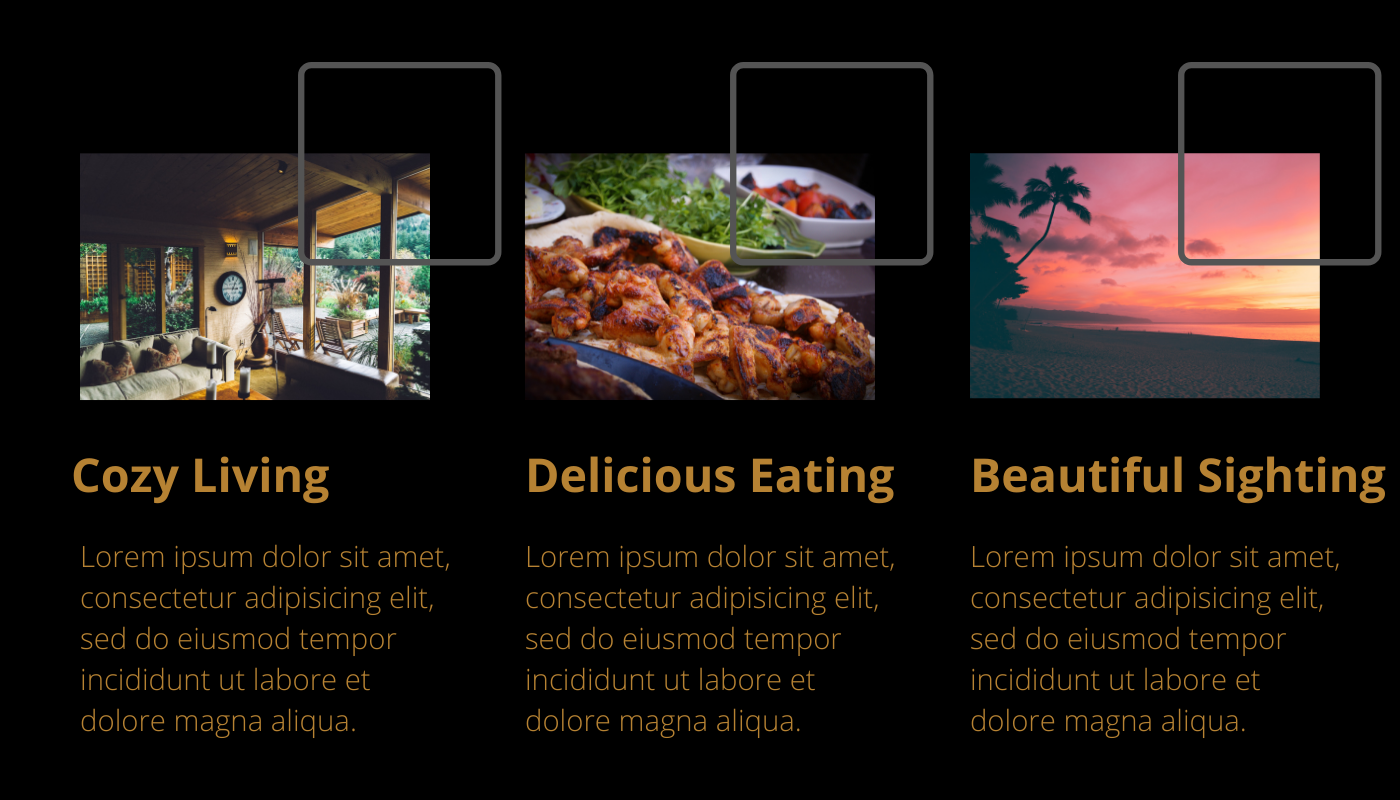 Cozy Living
Lorem ipsum dolor sit amet,
consectetur adipisicing elit,
sed do eiusmod tempor
incididunt ut labore et
dolore magna aliqua.
Delicious Eating
Lorem ipsum dolor sit amet,
consectetur adipisicing elit,
sed do eiusmod tempor
incididunt ut labore et
dolore magna aliqua.
Beautiful Sighting
Lorem ipsum dolor sit amet,
consectetur adipisicing elit,
sed do eiusmod tempor
incididunt ut labore et
dolore magna aliqua.